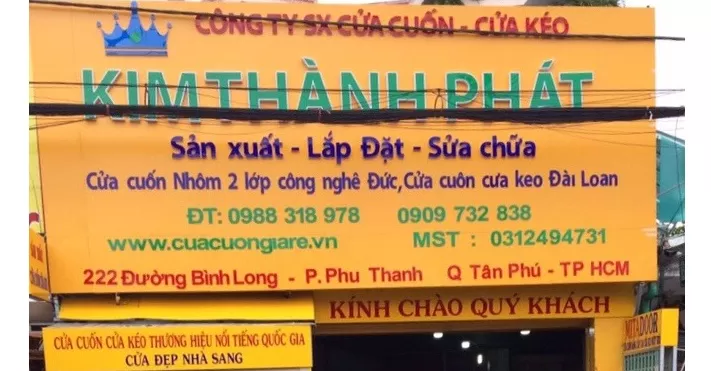 CÔNG TY SX CỬA CUỐN - CỬA KÉO
KIM THÀNH PHÁT
Sản xuất - Lắp Đặt - Sửa chữa
Cửa cuốn Nhôm 2 lớp công nghê Đức,Cửa cuôn cưa keo Đài Loan
ĐT: 0988 318 978 0909 732 838
www.cuacuongiare.vn MST : 0312494731
222 Đường Bình Long - P. Phu Thanh Q Tân Phú - TP HCM
KÍNH CHÀO QUÝ KHÁCH
CỬA CUỐN CỬA KÉO THƯƠNG HIỆU NỔI TIẾNG QUỐC GIA
CỬA ĐẸP NHÀ SANG
MITADOOR